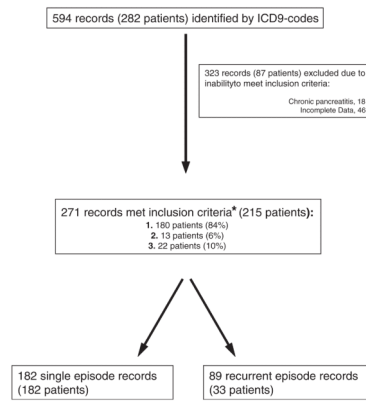 594 records (282 patients) identified by ICD9-codes
323 records (87 patients) excluded due to
inabilityto meet inclusion criteria:
Chronic pancreatitis, 18
Incomplete Data, 46
271 records met inclusion criteria* (215 patients):
1. 180 patients (84%)
2. 13 patients (6%)
3. 22 patients (10%)
182 single episode records
(182 patients)
89 recurrent episode records
(33 patients)